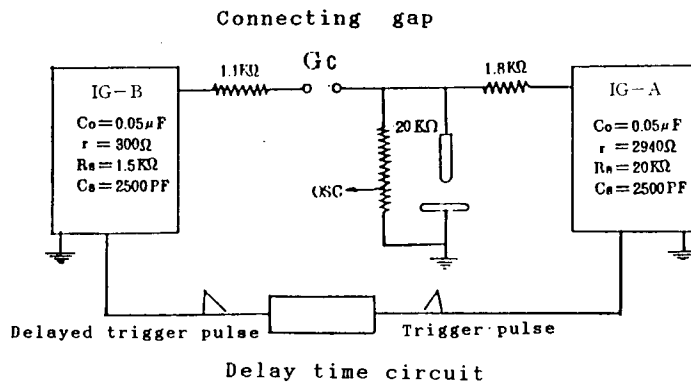 Connecting gap
1.1KΩ
Gc
1.8KΩ
IG-B
Co=0.05μF
r=300Ω
Rs=1.5KΩ
Cs=2500PF
20KΩ
OSC
IG-A
Co=0.05μF
r=2940Ω
Rs=20KΩ
Cs=2500PF
Delayed trigger pulse
Trigger pulse
Delay time circuit